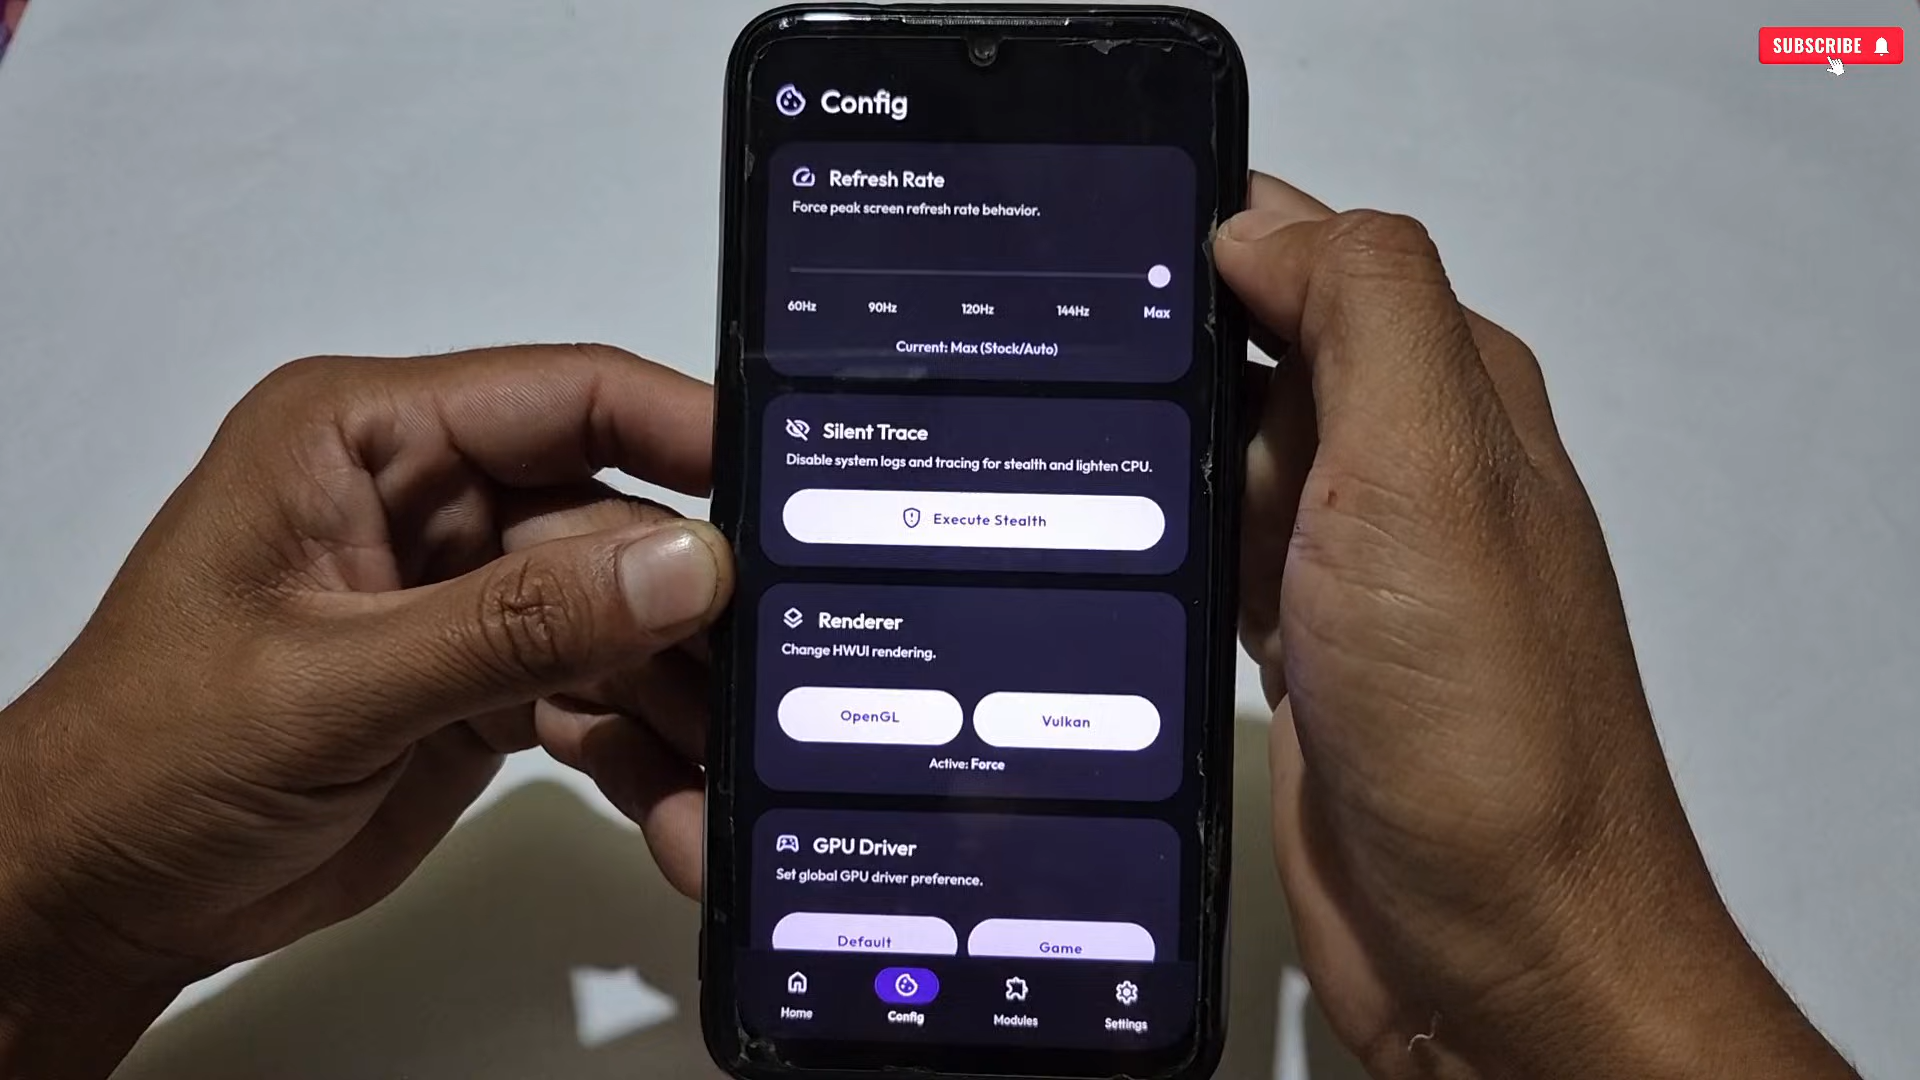 SUBSCRIBE
Config
Refresh Rate
Force peak screen refresh rate behavior.
60Hz 90Hz 120Hz 144Hz Max
Current: Max (Stock/Auto)
Silent Trace
Disable system logs and tracing for stealth and lighten CPU.
Execute Stealth
Renderer
Change HWUI rendering.
OpenGL Vulkan
Active: Force
GPU Driver
Set global GPU driver preference.
Default Game
Home Config Modules Settings